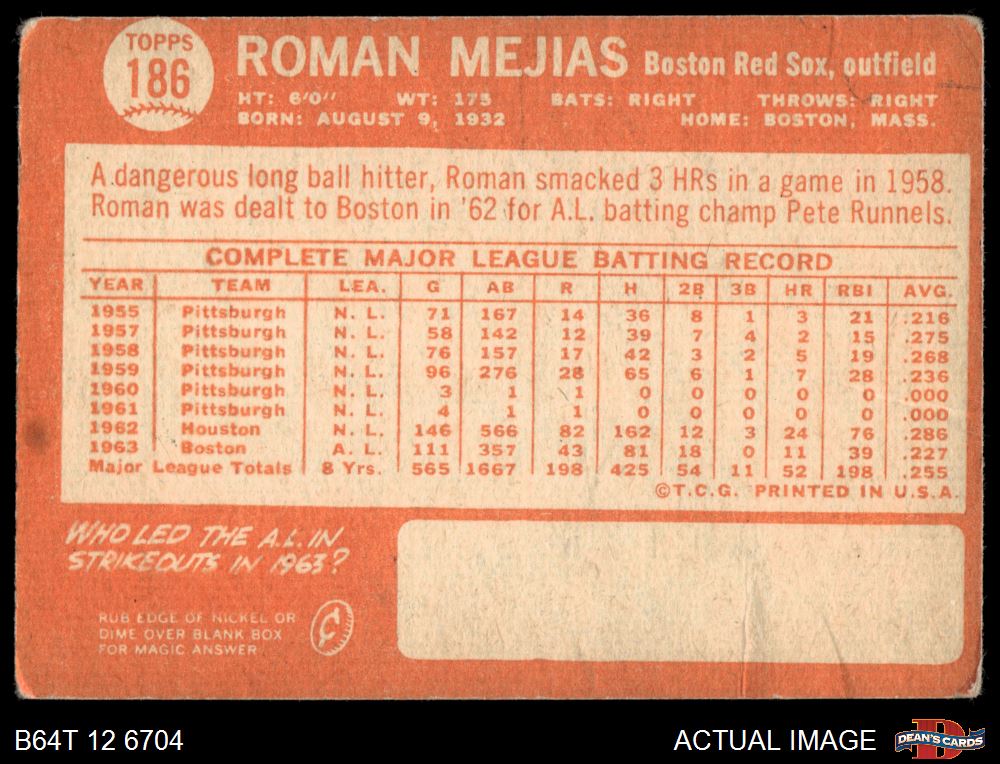 TOPPS
186
ROMAN MEJIAS Boston Red Sox, outfield
HT: 6'0" WT: 175 BATS: RIGHT THROWS: RIGHT
BORN: AUGUST 9, 1932 HOME: BOSTON, MASS.
A dangerous long ball hitter, Roman smacked 3 HRs in a game in 1958.
Roman was dealt to Boston in '62 for A.L. batting champ Pete Runnels.
COMPLETE MAJOR LEAGUE BATTING RECORD
YEAR TEAM LEA. G AB R H 2B 3B HR RBI AVG.
1955 Pittsburgh N. L. 71 167 14 36 8 1 3 21 .216
1957 Pittsburgh N. L. 58 142 12 39 7 4 2 15 .275
1958 Pittsburgh N. L. 76 157 17 42 3 2 5 19 .268
1959 Pittsburgh N. L. 96 276 28 65 6 1 7 28 .236
1960 Pittsburgh N. L. 3 1 1 0 0 0 0 0 .000
1961 Pittsburgh N. L. 4 1 1 0 0 0 0 0 .000
1962 Houston N. L. 146 566 82 162 12 3 24 76 .286
1963 Boston A. L. 111 357 43 81 18 0 11 39 .227
Major League Totals 8 Yrs. 565 1667 198 425 54 11 52 198 .255
©T.C.G. PRINTED IN U.S.A.
WHO LED THE A.L. IN
STRIKEOUTS IN 1963?
RUB EDGE OF NICKEL OR
DIME OVER BLANK BOX
FOR MAGIC ANSWER
¢
B64T 12 6704
ACTUAL IMAGE
DEAN'S CARDS